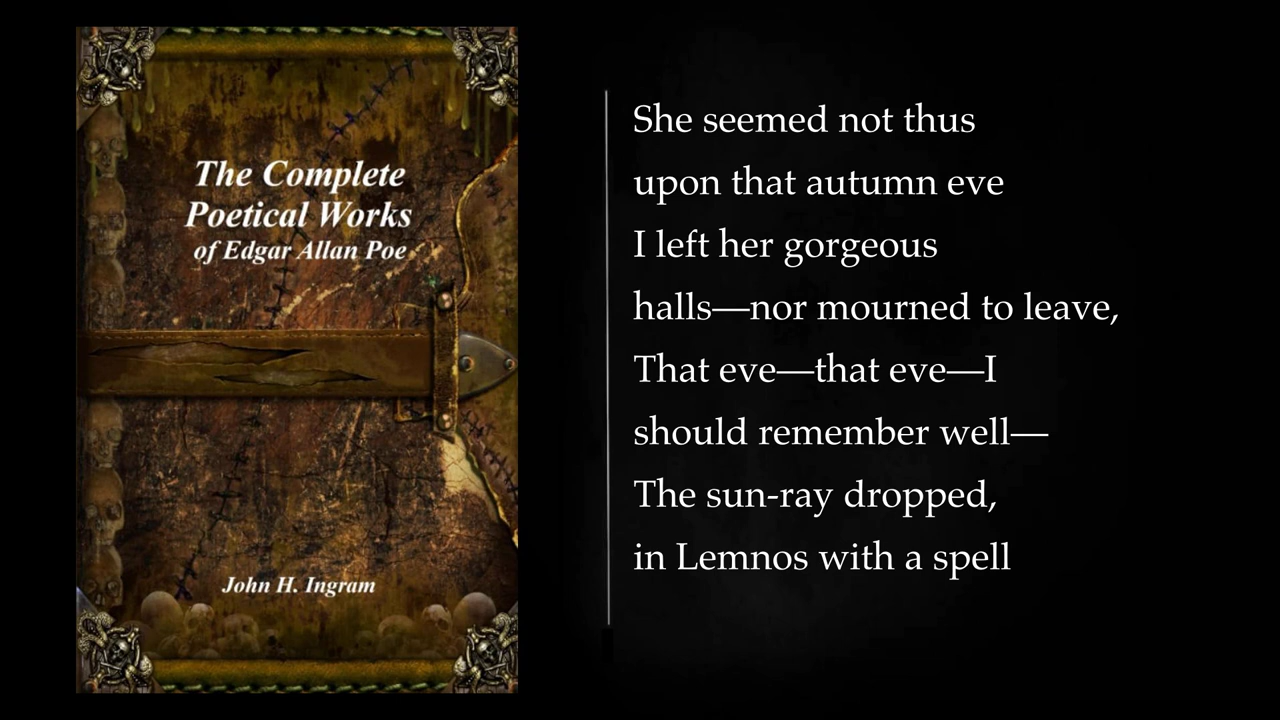 The Complete
Poetical Works
of Edgar Allan Poe
John H. Ingram
She seemed not thus
upon that autumn eve
I left her gorgeous
halls—nor mourned to leave,
That eve—that eve—I
should remember well—
The sun-ray dropped,
in Lemnos with a spell